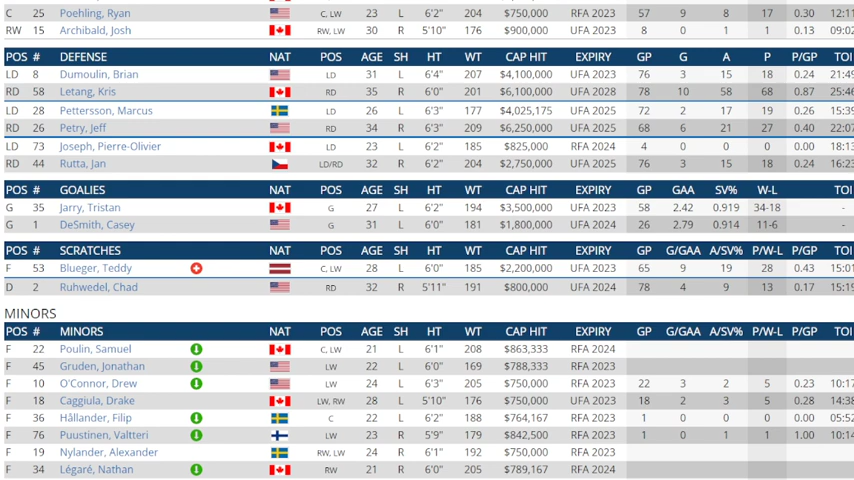 C 25 Poehling, Ryan C, LW 23 L 6'2" 204 $750,000 RFA 2023 57 9 8 17 0.30 12:11
RW 15 Archibald, Josh RW, LW 30 R 5'10" 176 $900,000 UFA 2023 8 0 1 1 0.13 09:02
POS # DEFENSE NAT POS AGE SH HT WT CAP HIT EXPIRY GP G A P P/GP TOI
LD 8 Dumoulin, Brian LD 31 L 6'4" 207 $4,100,000 UFA 2023 76 3 15 18 0.24 21:49
RD 58 Letang, Kris RD 35 R 6'0" 201 $6,100,000 UFA 2028 78 10 58 68 0.87 25:46
LD 28 Pettersson, Marcus LD 26 L 6'3" 177 $4,025,175 UFA 2025 72 2 17 19 0.26 15:39
RD 26 Petry, Jeff RD 34 R 6'3" 209 $6,250,000 UFA 2025 68 6 21 27 0.40 22:07
LD 73 Joseph, Pierre-Olivier LD 23 L 6'2" 185 $825,000 RFA 2024 4 0 0 0 0.00 18:13
RD 44 Rutta, Jan LD/RD 32 R 6'2" 204 $2,750,000 UFA 2025 76 3 15 18 0.24 16:23
POS # GOALIES NAT POS AGE SH HT WT CAP HIT EXPIRY GP GAA SV% W-L TOI
G 35 Jarry, Tristan G 27 L 6'2" 194 $3,500,000 UFA 2023 58 2.42 0.919 34-18 -
G 1 DeSmith, Casey G 31 L 6'0" 181 $1,800,000 UFA 2024 26 2.79 0.914 11-6 -
POS # SCRATCHES NAT POS AGE SH HT WT CAP HIT EXPIRY GP G/GAA A/SV% P/W-L P/GP TOI
F 53 Blueger, Teddy C, LW 28 L 6'0" 185 $2,200,000 UFA 2023 65 9 19 28 0.43 15:01
D 2 Ruhwedel, Chad RD 32 R 5'11" 191 $800,000 UFA 2024 78 4 9 13 0.17 15:19
MINORS
POS # MINORS NAT POS AGE SH HT WT CAP HIT EXPIRY GP G/GAA A/SV% P/W-L P/GP TOI
F 22 Poulin, Samuel C, LW 21 L 6'1" 208 $863,333 RFA 2024
F 45 Gruden, Jonathan LW 22 L 6'0" 169 $788,333 RFA 2023
F 10 O'Connor, Drew LW 24 L 6'3" 205 $750,000 RFA 2023 22 3 2 5 0.23 10:17
F 18 Caggiula, Drake LW, RW 28 L 5'10" 176 $750,000 UFA 2023 18 2 3 5 0.28 14:38
F 36 Hållander, Filip C 22 L 6'2" 188 $764,167 RFA 2023 1 0 0 0 0.00 05:52
F 76 Puustinen, Valtteri LW 23 R 5'9" 179 $842,500 RFA 2023 1 0 1 1 1.00 10:14
F 19 Nylander, Alexander RW, LW 24 R 6'1" 192 $750,000 RFA 2023
F 34 Légaré, Nathan RW 21 R 6'0" 205 $789,167 RFA 2024